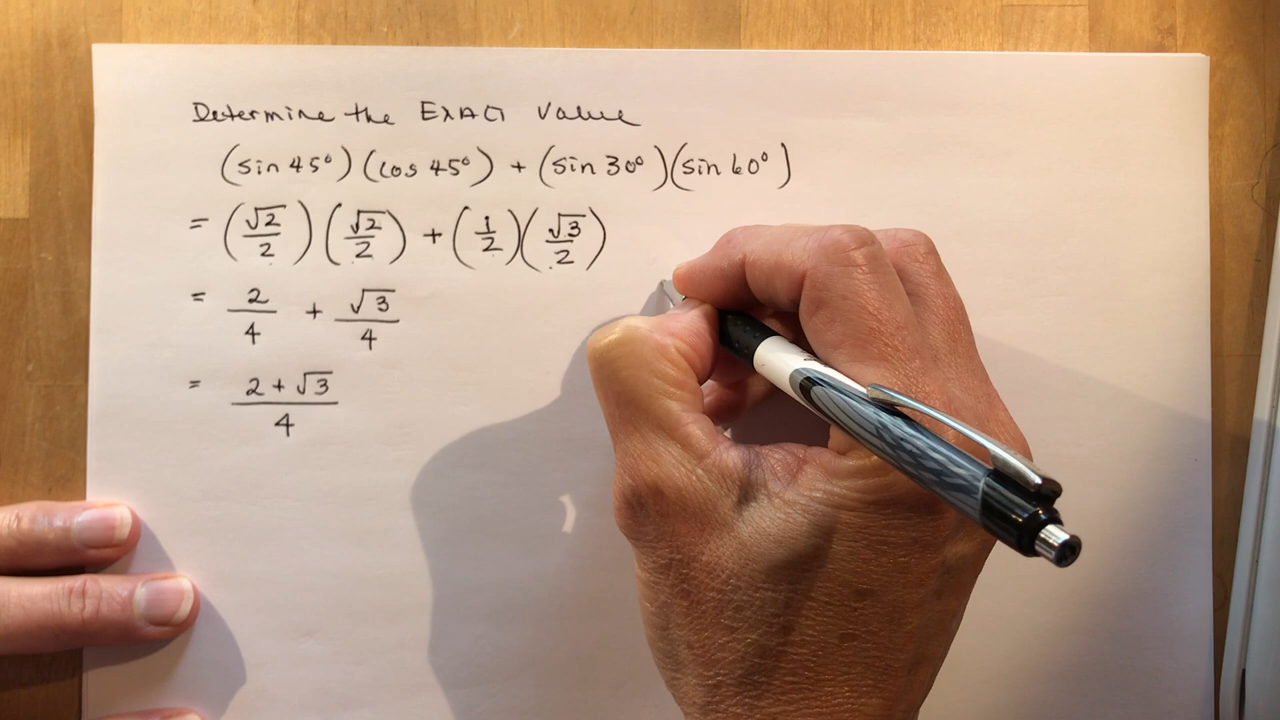 Determine the EXACT Value
(sin 45°)(cos 45°) + (sin 30°)(sin 60°)
= (√2/2)(√2/2) + (1/2)(√3/2)
= 2/4 + √3/4
= (2 + √3)/4